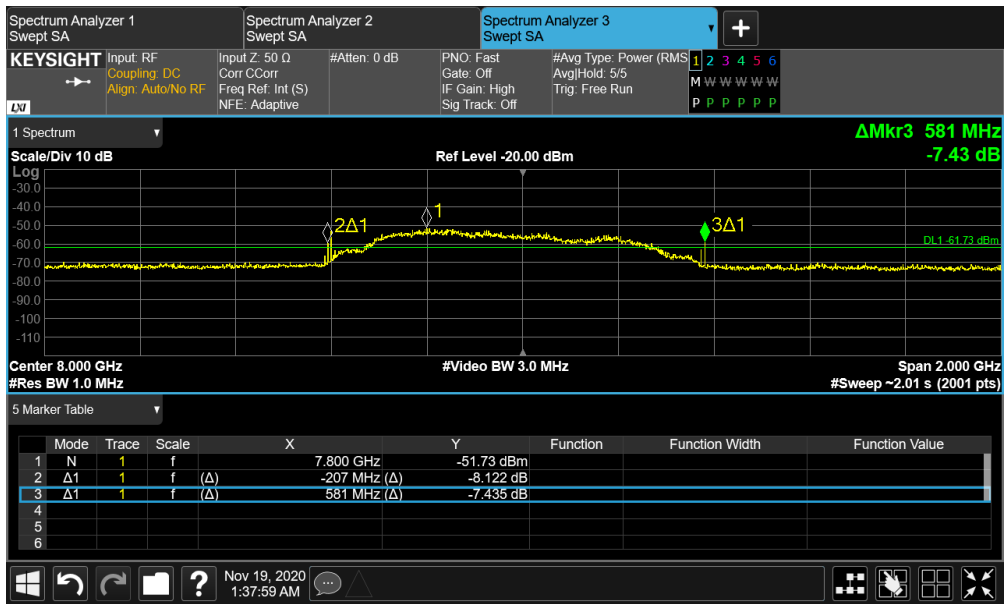 Spectrum Analyzer 1
Swept SA
Spectrum Analyzer 2
Swept SA
Spectrum Analyzer 3
Swept SA
▼
+
KEYSIGHT
LXI
Input: RF
Coupling: DC
Align: Auto/No RF
Input Z: 50 Ω
Corr CCorr
Freq Ref: Int (S)
NFE: Adaptive
#Atten: 0 dB
PNO: Fast
Gate: Off
IF Gain: High
Sig Track: Off
#Avg Type: Power (RMS
Avg|Hold: 5/5
Trig: Free Run
1 2 3 4 5 6
M W W W W W
P P P P P P
1 Spectrum ▼
ΔMkr3 581 MHz
-7.43 dB
Scale/Div 10 dB
Ref Level -20.00 dBm
Log
-30.0
-40.0
-50.0
-60.0
-70.0
-80.0
-90.0
-100
-110
2Δ1
1
3Δ1
DL1 -61.73 dBm
Center 8.000 GHz #Video BW 3.0 MHz Span 2.000 GHz
#Res BW 1.0 MHz #Sweep ~2.01 s (2001 pts)
5 Marker Table ▼
Mode Trace Scale X Y Function Function Width Function Value
1 N 1 f 7.800 GHz -51.73 dBm
2 Δ1 1 f (Δ) -207 MHz (Δ) -8.122 dB
3 Δ1 1 f (Δ) 581 MHz (Δ) -7.435 dB
4
5
6
?
Nov 19, 2020
1:37:59 AM